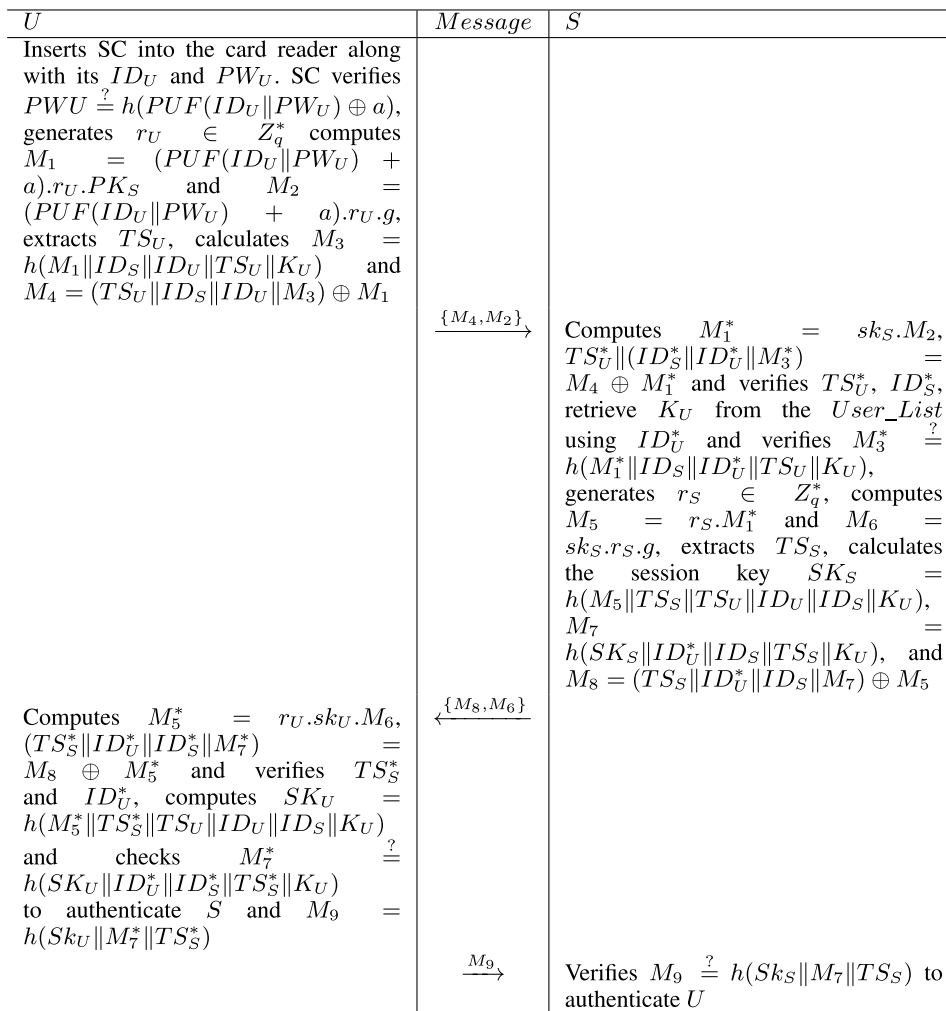 U Message S
Inserts SC into the card reader along
with its ID_U and PW_U. SC verifies
PWU ≟ h(PUF(ID_U‖PW_U) ⊕ a),
generates r_U ∈ Z_q^* computes
M_1 = (PUF(ID_U‖PW_U) +
a).r_U.PK_S and M_2 =
(PUF(ID_U‖PW_U) + a).r_U.g,
extracts TS_U, calculates M_3 =
h(M_1‖ID_S‖ID_U‖TS_U‖K_U) and
M_4 = (TS_U‖ID_S‖ID_U‖M_3) ⊕ M_1
{M_4,M_2} →
Computes M_1^* = sk_S.M_2,
TS_U^*‖(ID_S^*‖ID_U^*‖M_3^*) =
M_4 ⊕ M_1^* and verifies TS_U^*, ID_S^*,
retrieve K_U from the User_List
using ID_U^* and verifies M_3^* ≟
h(M_1^*‖ID_S‖ID_U^*‖TS_U‖K_U),
generates r_S ∈ Z_q^*, computes
M_5 = r_S.M_1^* and M_6 =
sk_S.r_S.g, extracts TS_S, calculates
the session key SK_S =
h(M_5‖TS_S‖TS_U‖ID_U‖ID_S‖K_U),
M_7 =
h(SK_S‖ID_U^*‖ID_S‖TS_S‖K_U), and
M_8 = (TS_S‖ID_U^*‖ID_S‖M_7) ⊕ M_5
{M_8,M_6} ←
Computes M_5^* = r_U.sk_U.M_6,
(TS_S^*‖ID_U^*‖ID_S^*‖M_7^*) =
M_8 ⊕ M_5^* and verifies TS_S^*
and ID_U^*, computes SK_U =
h(M_5^*‖TS_S^*‖TS_U‖ID_U‖ID_S‖K_U)
and checks M_7^* ≟
h(SK_U‖ID_U^*‖ID_S^*‖TS_S^*‖K_U)
to authenticate S and M_9 =
h(Sk_U‖M_7^*‖TS_S^*)
M_9 →
Verifies M_9 ≟ h(Sk_S‖M_7‖TS_S) to
authenticate U